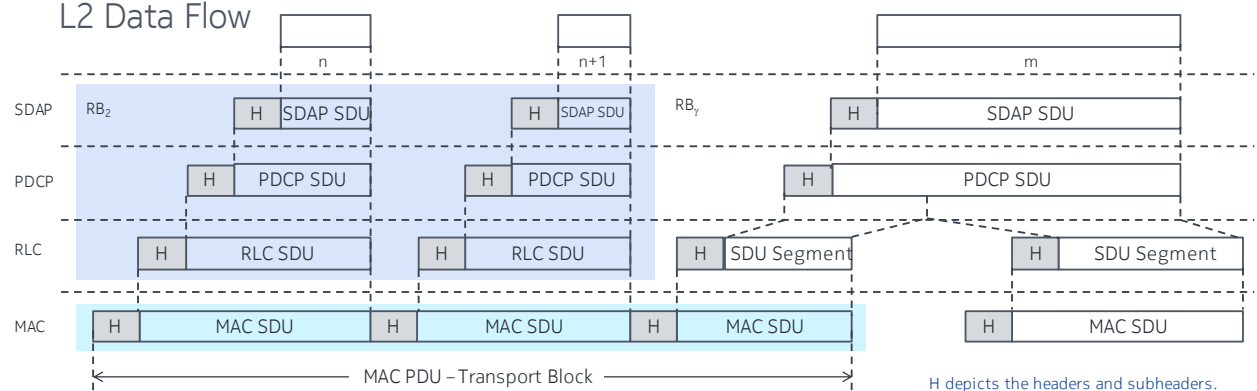 L2 Data Flow
n n+1 m
SDAP RB₂ H SDAP SDU H SDAP SDU RBᵧ H SDAP SDU
PDCP H PDCP SDU H PDCP SDU H PDCP SDU
RLC H RLC SDU H RLC SDU H SDU Segment H SDU Segment
MAC H MAC SDU H MAC SDU H MAC SDU H MAC SDU
MAC PDU – Transport Block
H depicts the headers and subheaders.